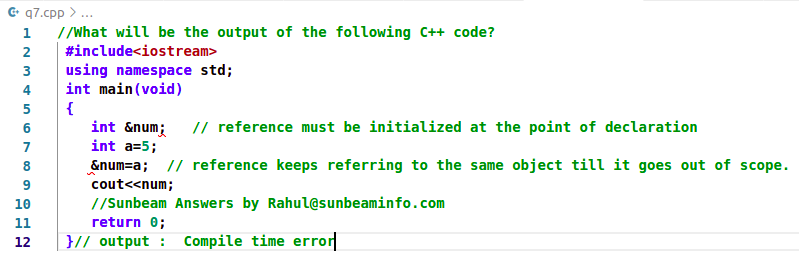 q7.cpp > ...
1 //What will be the output of the following C++ code?
2 #include<iostream>
3 using namespace std;
4 int main(void)
5 {
6 int &num; // reference must be initialized at the point of declaration
7 int a=5;
8 &num=a; // reference keeps referring to the same object till it goes out of scope.
9 cout<<num;
10 //Sunbeam Answers by Rahul@sunbeaminfo.com
11 return 0;
12 }// output : Compile time error